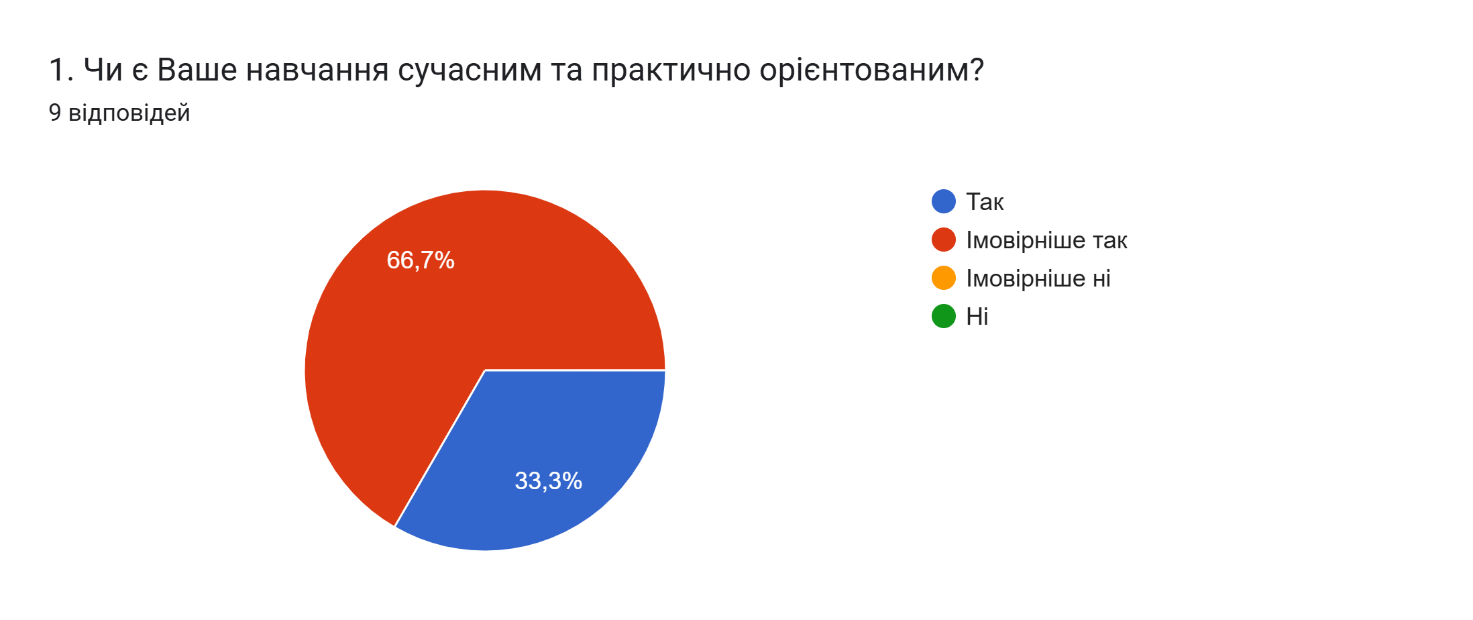 1. Чи є Ваше навчання сучасним та практично орієнтованим?
9 відповідей
66,7%
33,3%
Так
Імовірніше так
Імовірніше ні
Ні